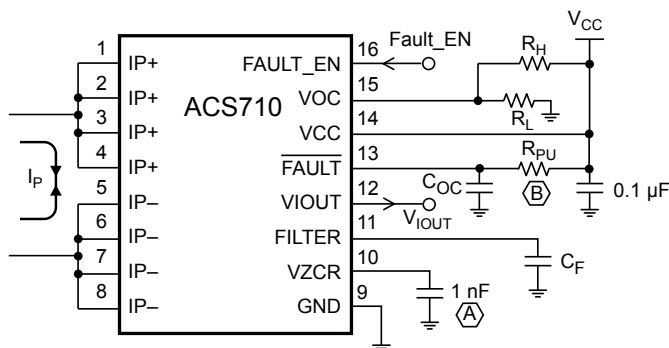 V_CC
Fault_EN
R_H
1 IP+ FAULT_EN 16
2 IP+ VOC 15
ACS710
R_L
3 IP+ VCC 14
4 IP+ FAULT 13
R_PU
I_P
C_OC
B
0.1 µF
5 IP– VIOUT 12
V_IOUT
6 IP– FILTER 11
C_F
7 IP– VZCR 10
1 nF
A
8 IP– GND 9